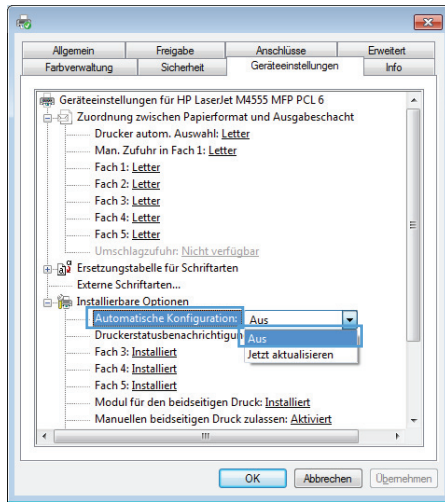 Allgemein Freigabe Anschlüsse Erweitert
Farbverwaltung Sicherheit Geräteeinstellungen Info
Geräteeinstellungen für HP LaserJet M4555 MFP PCL 6
Zuordnung zwischen Papierformat und Ausgabeschacht
Drucker autom. Auswahl: Letter
Man. Zufuhr in Fach 1: Letter
Fach 1: Letter
Fach 2: Letter
Fach 3: Letter
Fach 4: Letter
Fach 5: Letter
Umschlagzufuhr: Nicht verfügbar
Ersetzungstabelle für Schriftarten
Externe Schriftarten...
Installierbare Optionen
Automatische Konfiguration: Aus
Druckerstatusbenachrichtigun Aus
Fach 3: Installiert Jetzt aktualisieren
Fach 4: Installiert
Fach 5: Installiert
Modul für den beidseitigen Druck: Installiert
Manuellen beidseitigen Druck zulassen: Aktiviert
OK Abbrechen Übernehmen